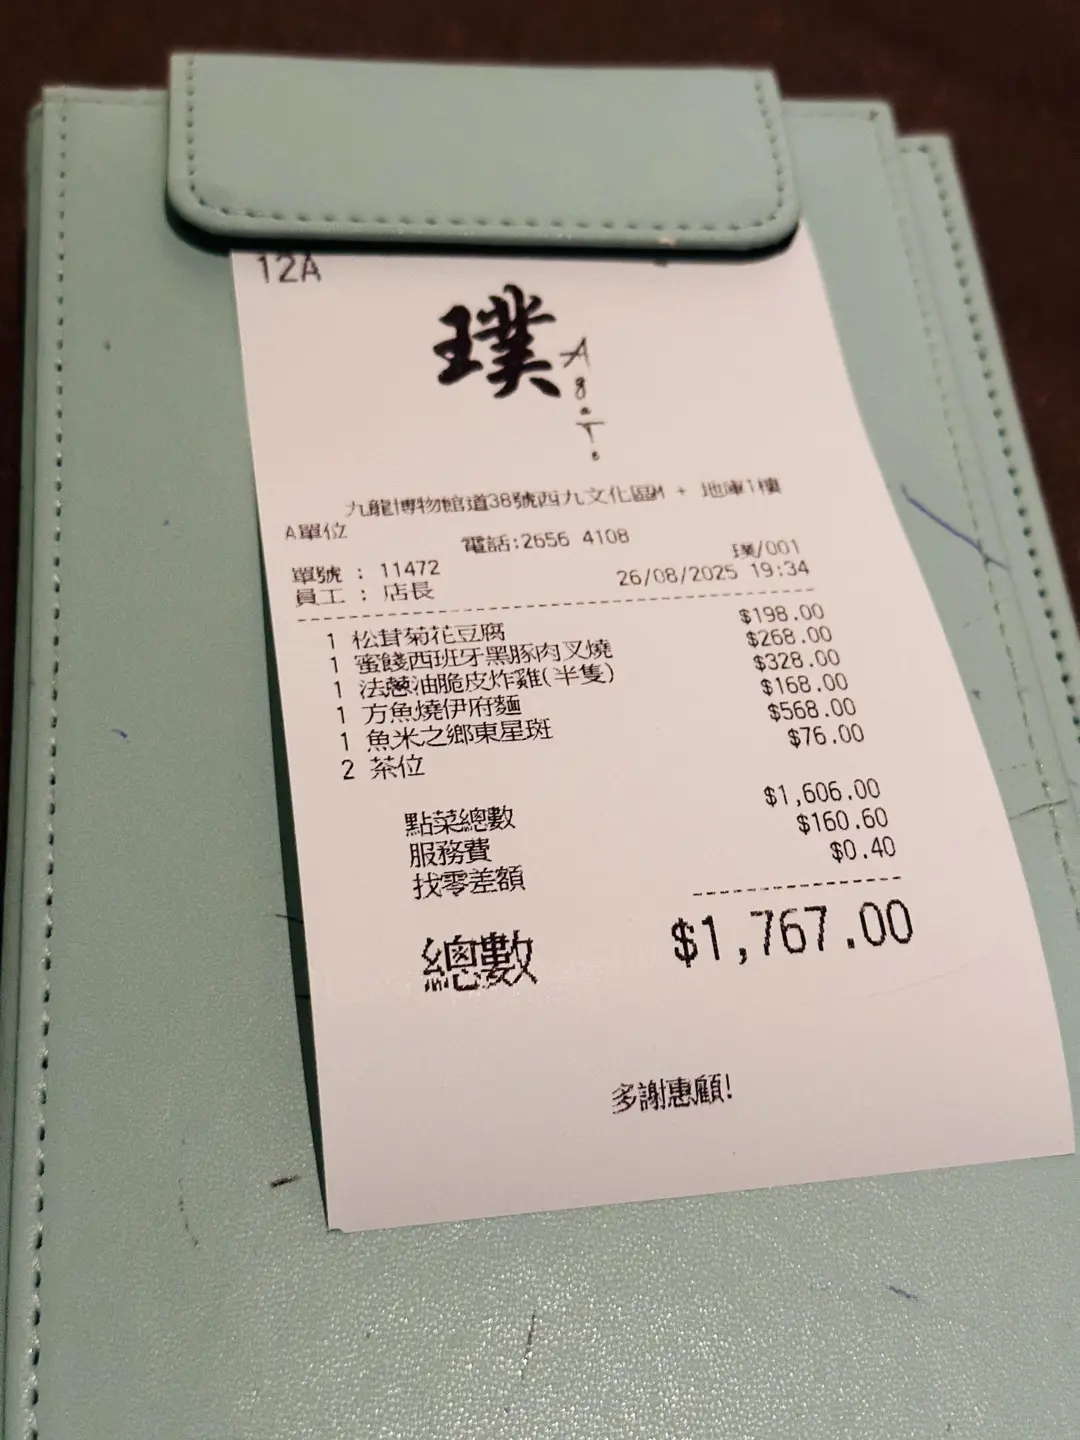 12A
璞
AgaTe
九龍博物館道38號西九文化區M + 地庫1樓
A單位
電話:2656 4108
單號 : 11472 璞/001
員工 : 店長 26/08/2025 19:34
1 松茸菊花豆腐 $198.00
1 蜜餞西班牙黑豚肉叉燒 $268.00
1 法蔥油脆皮炸雞(半隻) $328.00
1 方魚燒伊府麵 $168.00
1 魚米之鄉東星斑 $568.00
2 茶位 $76.00
點菜總數 $1,606.00
服務費 $160.60
找零差額 $0.40
總數 $1,767.00
多謝惠顧!